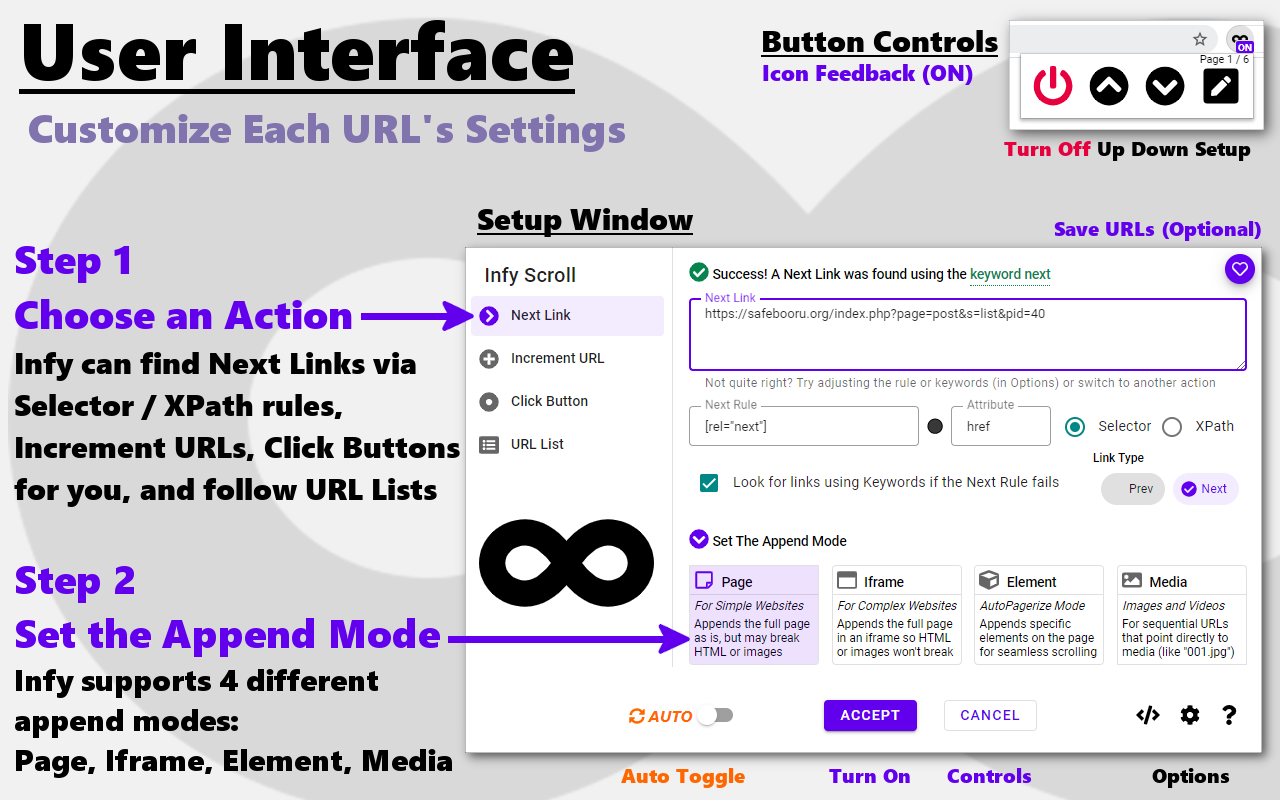 User Interface
Customize Each URL's Settings
Button Controls
Icon Feedback (ON)
ON
Page 1 / 6
Turn Off Up Down Setup
Setup Window
Save URLs (Optional)
Step 1
Choose an Action
Infy can find Next Links via
Selector / XPath rules,
Increment URLs, Click Buttons
for you, and follow URL Lists
Step 2
Set the Append Mode
Infy supports 4 different
append modes:
Page, Iframe, Element, Media
Infy Scroll
Next Link
Increment URL
Click Button
URL List
Success! A Next Link was found using the keyword next
Next Link
https://safebooru.org/index.php?page=post&s=list&pid=40
Not quite right? Try adjusting the rule or keywords (in Options) or switch to another action
Next Rule
[rel="next"]
Attribute
href
Selector
XPath
Link Type
Look for links using Keywords if the Next Rule fails
Prev
Next
Set The Append Mode
Page
For Simple Websites
Appends the full page
as is, but may break
HTML or images
Iframe
For Complex Websites
Appends the full page
in an iframe so HTML
or images won't break
Element
AutoPagerize Mode
Appends specific
elements on the page
for seamless scrolling
Media
Images and Videos
For sequential URLs
that point directly to
media (like "001.jpg")
AUTO
ACCEPT
CANCEL
</>
?
Auto Toggle
Turn On
Controls
Options